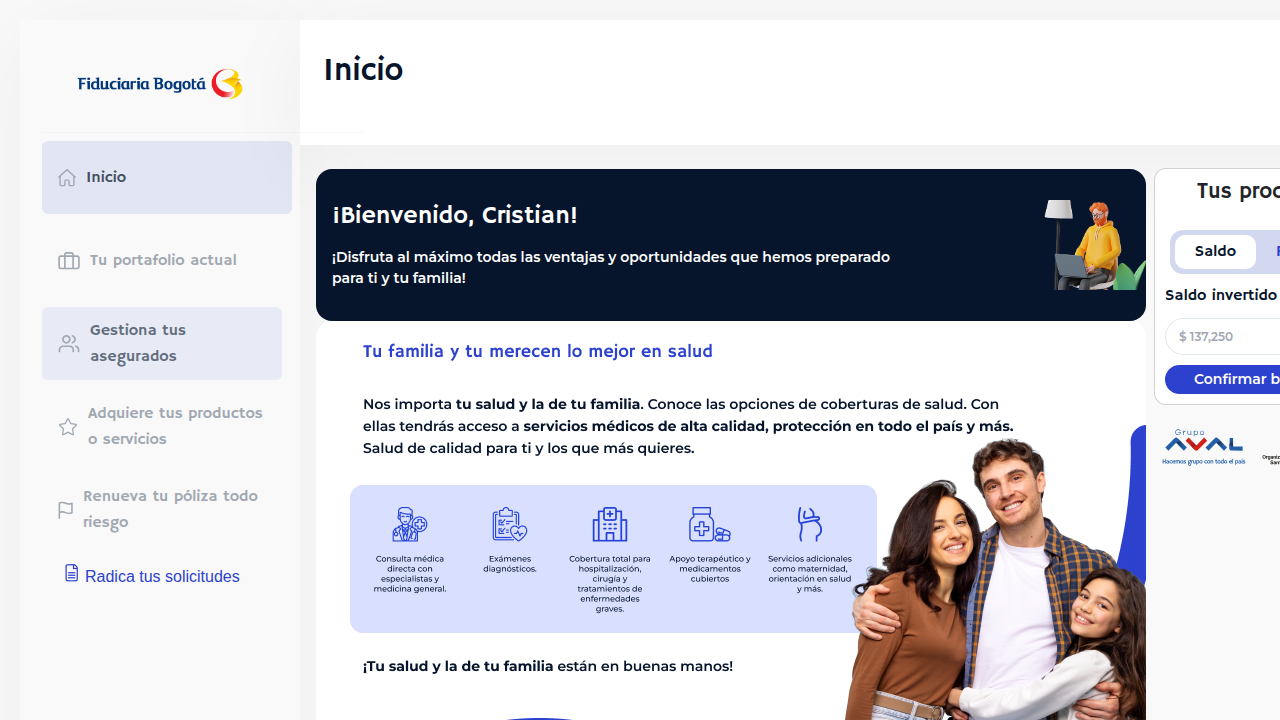 Fiduciaria Bogotá
Inicio
Inicio
Tu portafolio actual
Gestiona tus
asegurados
Adquiere tus productos
o servicios
Renueva tu póliza todo
riesgo
Radica tus solicitudes
¡Bienvenido, Cristian!
¡Disfruta al máximo todas las ventajas y oportunidades que hemos preparado
para ti y tu familia!
Tu familia y tu merecen lo mejor en salud
Nos importa tu salud y la de tu familia. Conoce las opciones de coberturas de salud. Con
ellas tendrás acceso a servicios médicos de alta calidad, protección en todo el país y más.
Salud de calidad para ti y los que más quieres.
Consulta médica
directa con
especialistas y
medicina general.
Exámenes
diagnósticos.
Cobertura total para
hospitalización,
cirugía y
tratamientos de
enfermedades
graves.
Apoyo terapéutico y
medicamentos
cubiertos
Servicios adicionales
como maternidad,
orientación en salud
y más.
¡Tu salud y la de tu familia están en buenas manos!
Tus
Saldo
Saldo invertido
$ 137,250
Confirmar
Grupo
AVAL
Hacemos grupo con todo el país